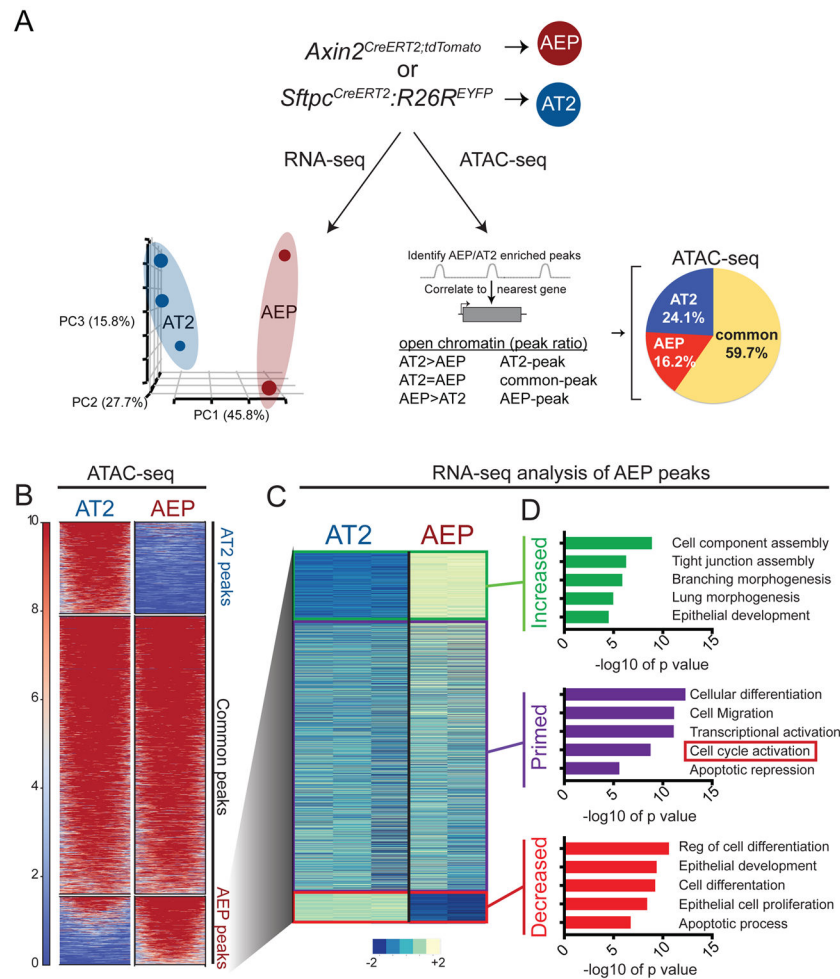 A
Axin2CreERT2;tdTomato
AEP
or
SftpcCreERT2:R26REYFP
AT2
RNA-seq
ATAC-seq
PC3 (15.8%)
AT2
AEP
PC2 (27.7%)
PC1 (45.8%)
Identify AEP/AT2 enriched peaks
Correlate to nearest gene
open chromatin (peak ratio)
AT2>AEP AT2-peak
AT2=AEP common-peak
AEP>AT2 AEP-peak
ATAC-seq
AT2
24.1%
AEP
16.2%
common
59.7%
B
ATAC-seq
AT2 AEP
10
8
6
4
2
0
AT2 peaks
Common peaks
AEP peaks
RNA-seq analysis of AEP peaks
C
AT2 AEP
-2 +2
D
Increased
Cell component assembly
Tight junction assembly
Branching morphogenesis
Lung morphogenesis
Epithelial development
0 5 10 15
-log10 of p value
Primed
Cellular differentiation
Cell Migration
Transcriptional activation
Cell cycle activation
Apoptotic repression
0 5 10 15
-log10 of p value
Decreased
Reg of cell differentiation
Epithelial development
Cell differentation
Epithelial cell proliferation
Apoptotic process
0 5 10 15
-log10 of p value